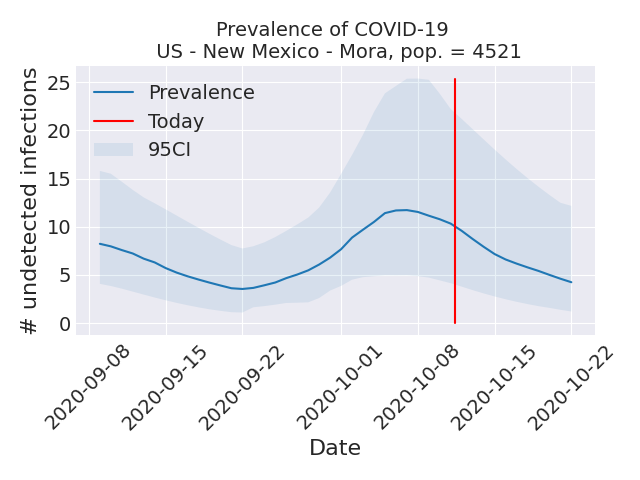 Prevalence of COVID-19
US - New Mexico - Mora, pop. = 4521
# undetected infections
25
20
15
10
5
0
Prevalence
Today
95CI
2020-09-08
2020-09-15
2020-09-22
2020-10-01
2020-10-08
2020-10-15
2020-10-22
Date